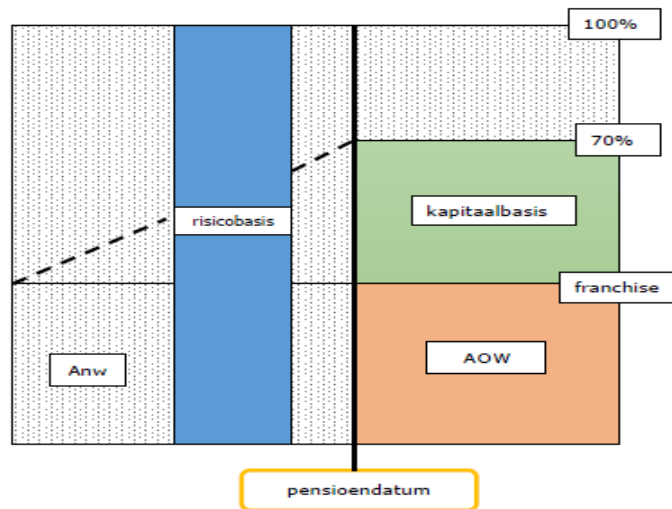 100%
70%
risicobasis
kapitaalbasis
franchise
Anw
AOW
pensioendatum